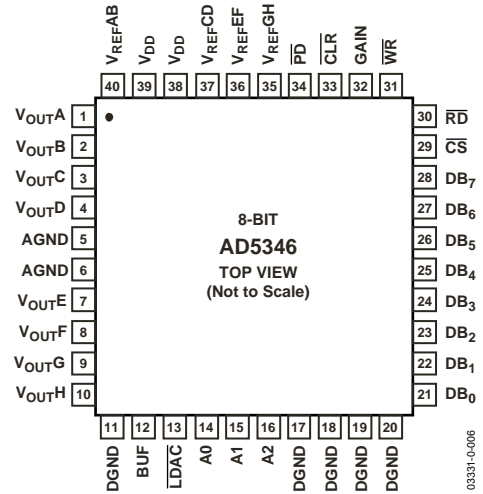 VREFAB
VDD
VDD
VREFCD
VREFEF
VREFGH
PD
CLR
GAIN
WR
40 39 38 37 36 35 34 33 32 31
VOUTA 1
VOUTB 2
VOUTC 3
VOUTD 4
AGND 5
AGND 6
VOUTE 7
VOUTF 8
VOUTG 9
VOUTH 10
8-BIT
AD5346
TOP VIEW
(Not to Scale)
30 RD
29 CS
28 DB7
27 DB6
26 DB5
25 DB4
24 DB3
23 DB2
22 DB1
21 DB0
11 12 13 14 15 16 17 18 19 20
DGND
BUF
LDAC
A0
A1
A2
DGND
DGND
DGND
DGND
03331-0-006